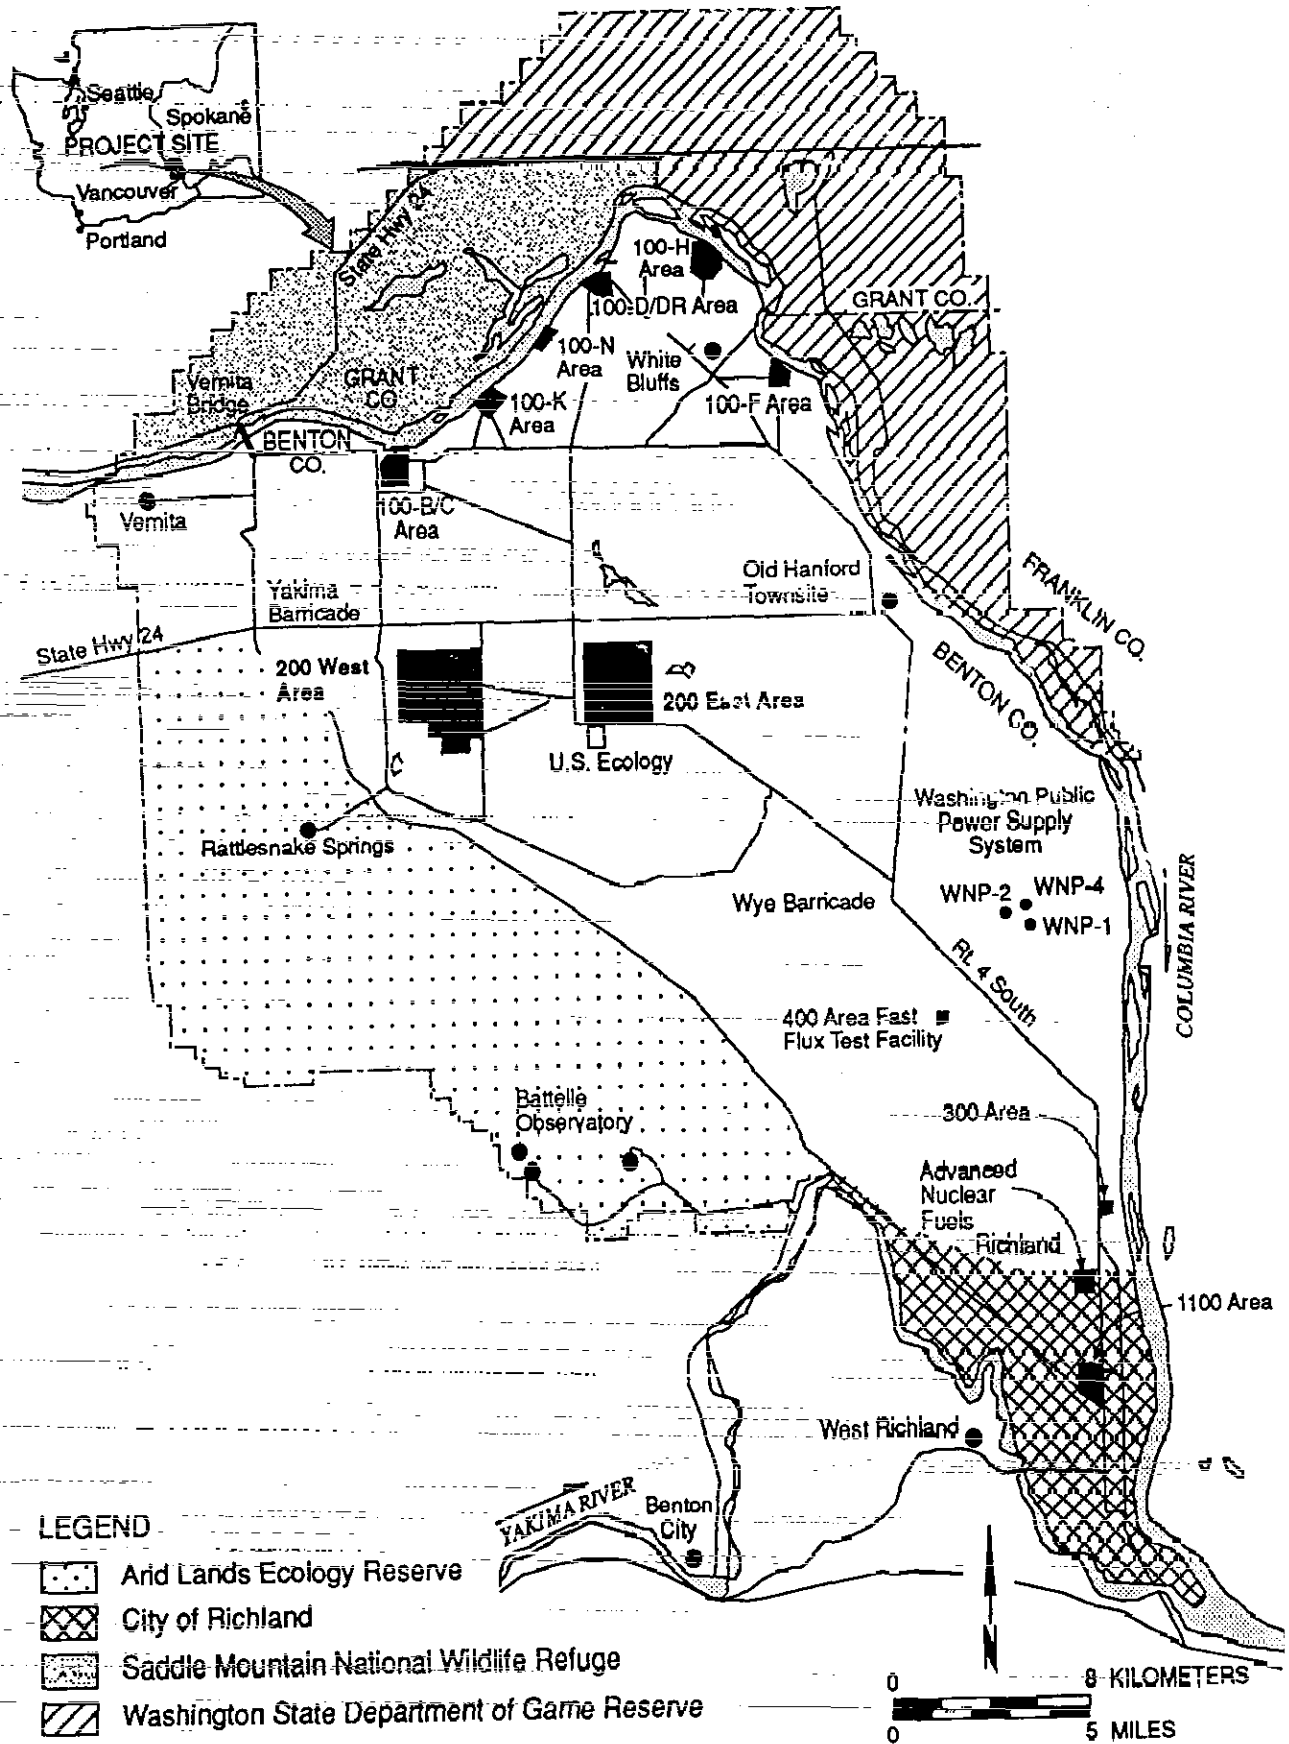 Seattle
Spokane
PROJECT SITE
Vancouver
Portland
State Hwy 24
100-H
Area
100-D/DR Area
GRANT CO.
100-N
Area
White
Bluffs
Vernita
Bridge
GRANT
CO
100-K
Area
100-F Area
BENTON
CO.
Vernita
100-B/C
Area
Old Hanford
Townsite
FRANKLIN CO.
Yakima
Barricade
State Hwy 24
BENTON CO.
200 West
Area
200 East Area
U.S. Ecology
Washington Public
Power Supply
System
Rattlesnake Springs
WNP-2
WNP-4
WNP-1
Wye Barricade
COLUMBIA RIVER
Rt. 4 South
400 Area Fast
Flux Test Facility
Battelle
Observatory
300 Area
Advanced
Nuclear
Fuels
Richland
1100 Area
West Richland
YAKIMA RIVER
Benton
City
LEGEND
Arid Lands Ecology Reserve
City of Richland
Saddle Mountain National Wildlife Refuge
Washington State Department of Game Reserve
N
0 8 KILOMETERS
0 5 MILES